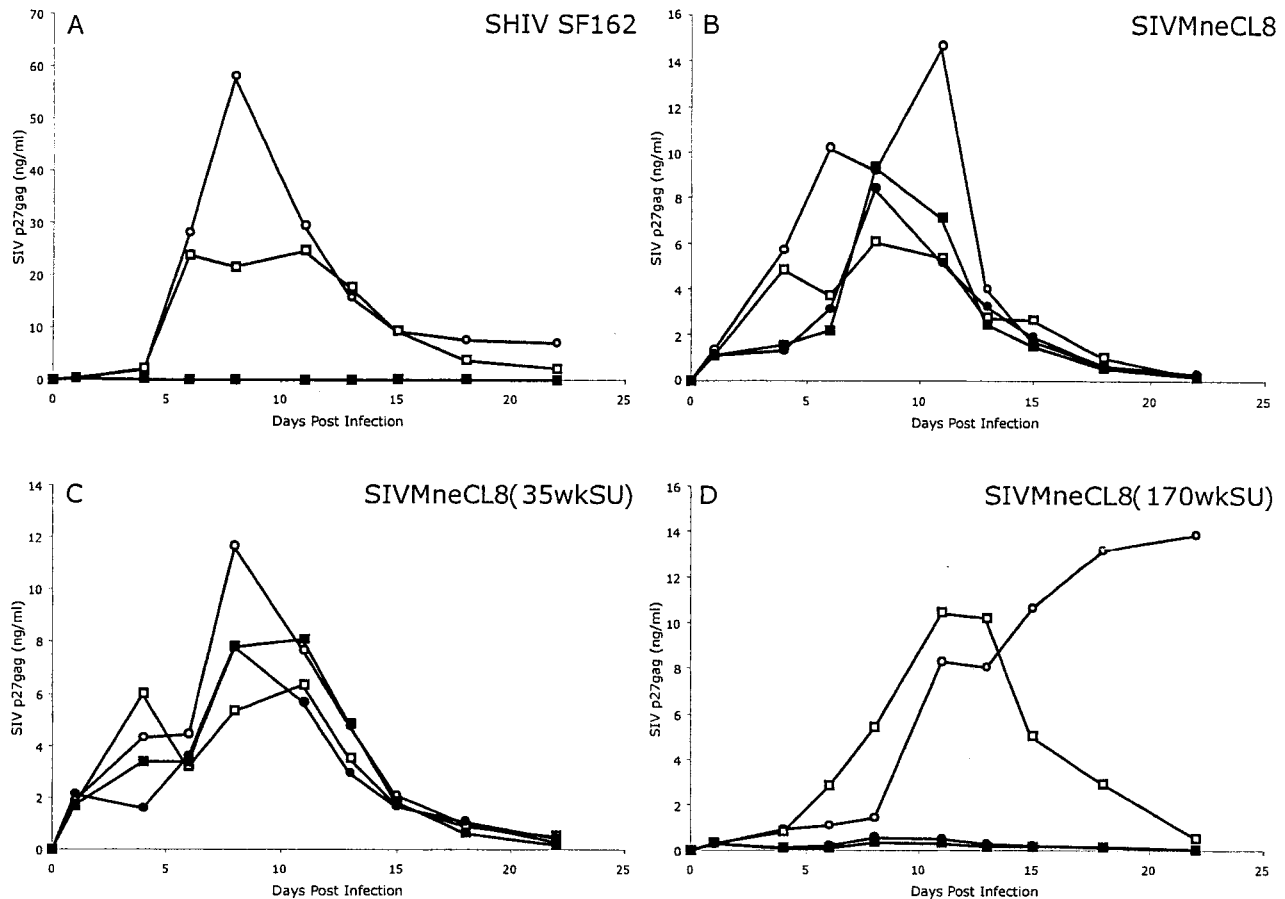 A
SHIV SF162
70
60
50
40
30
20
10
0
SIV p27gag (ng/ml)
0 5 10 15 20 25
Days Post Infection
B
SIVMneCL8
16
14
12
10
8
6
4
2
0
SIV p27gag (ng/ml)
0 5 10 15 20 25
Days Post Infection
C
SIVMneCL8(35wkSU)
14
12
10
8
6
4
2
0
SIV p27gag (ng/ml)
0 5 10 15 20 25
Days Post Infection
D
SIVMneCL8(170wkSU)
16
14
12
10
8
6
4
2
0
SIV p27gag (ng/ml)
0 5 10 15 20 25
Days Post Infection